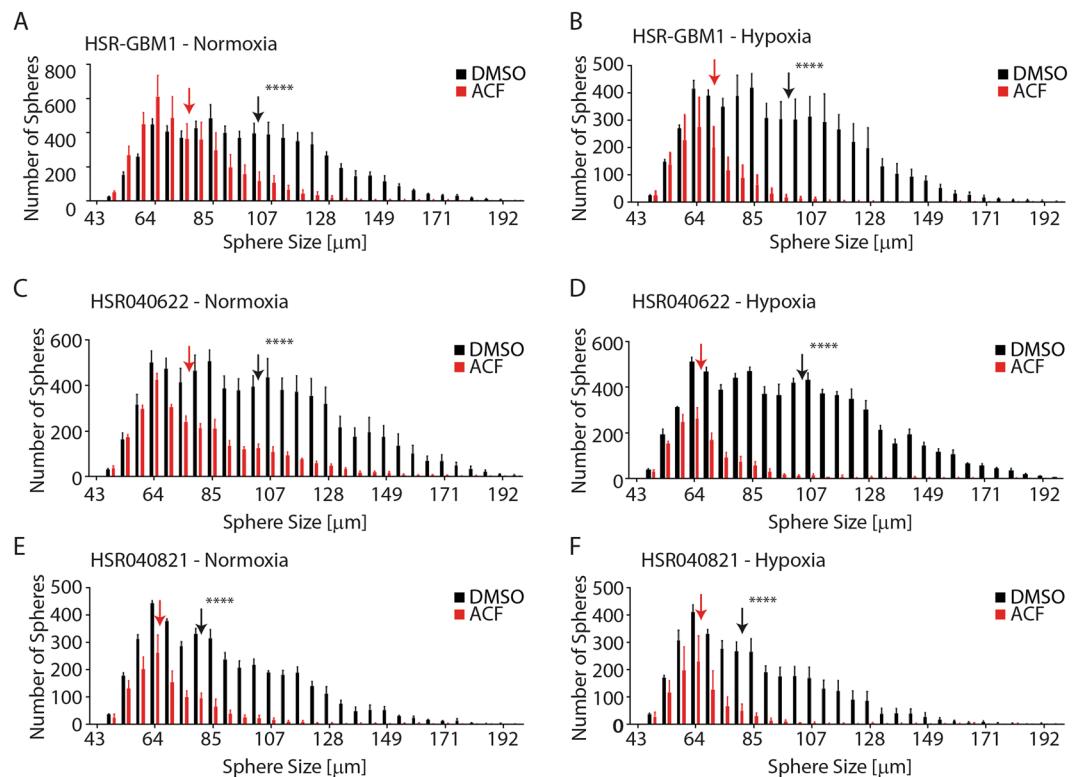 A
HSR-GBM1 - Normoxia
800
600
400
200
0
Number of Spheres
****
DMSO
ACF
43 64 85 107 128 149 171 192
Sphere Size [μm]
B
HSR-GBM1 - Hypoxia
500
400
300
200
100
0
Number of Spheres
****
DMSO
ACF
43 64 85 107 128 149 171 192
Sphere Size [μm]
C
HSR040622 - Normoxia
600
400
200
0
Number of Spheres
****
DMSO
ACF
43 64 85 107 128 149 171 192
Sphere Size [μm]
D
HSR040622 - Hypoxia
600
400
200
0
Number of Spheres
****
DMSO
ACF
43 64 85 107 128 149 171 192
Sphere Size [μm]
E
HSR040821 - Normoxia
500
400
300
200
100
0
Number of Spheres
****
DMSO
ACF
43 64 85 107 128 149 171 192
Sphere Size [μm]
F
HSR040821 - Hypoxia
500
400
300
200
100
0
Number of Spheres
****
DMSO
ACF
43 64 85 107 128 149 171 192
Sphere Size [μm]